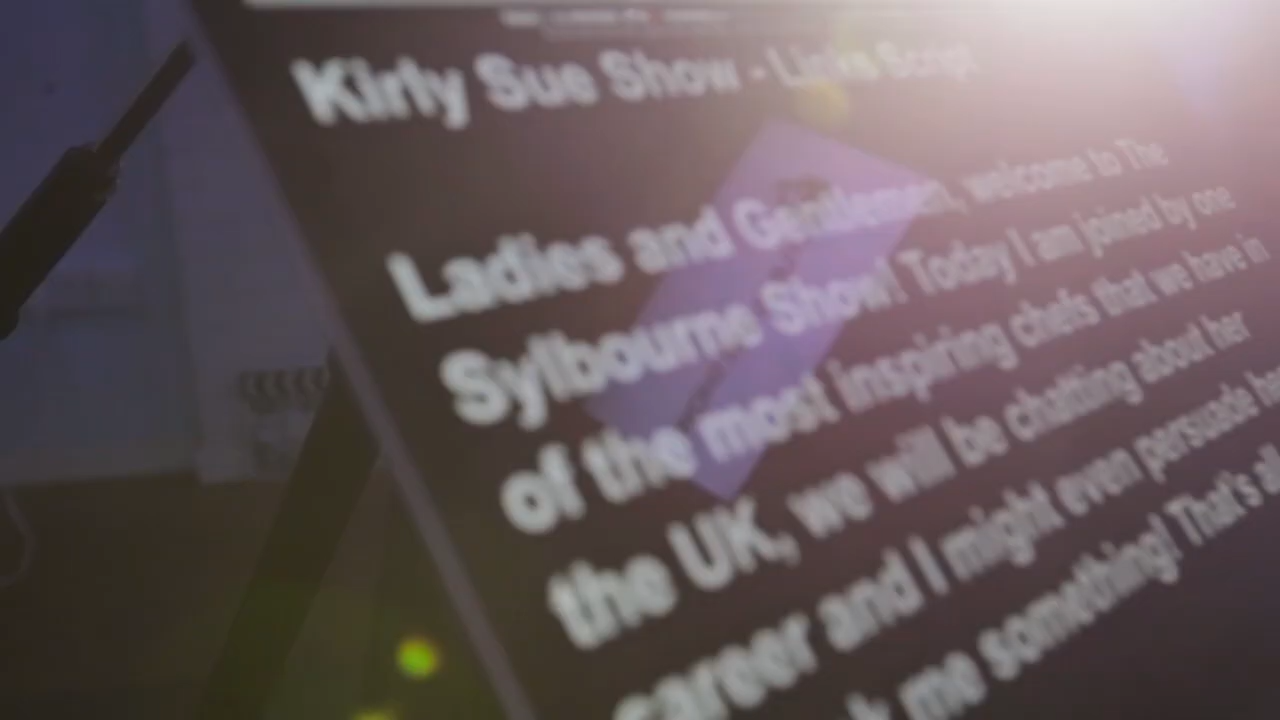 Kirly Sue Show - Links Script
Ladies and Gentlemen, welcome to The
Sylbourne Show! Today I am joined by one
of the most inspiring chefs that we have in
the UK, we will be chatting about her
career and I might even persuade
me something! That's